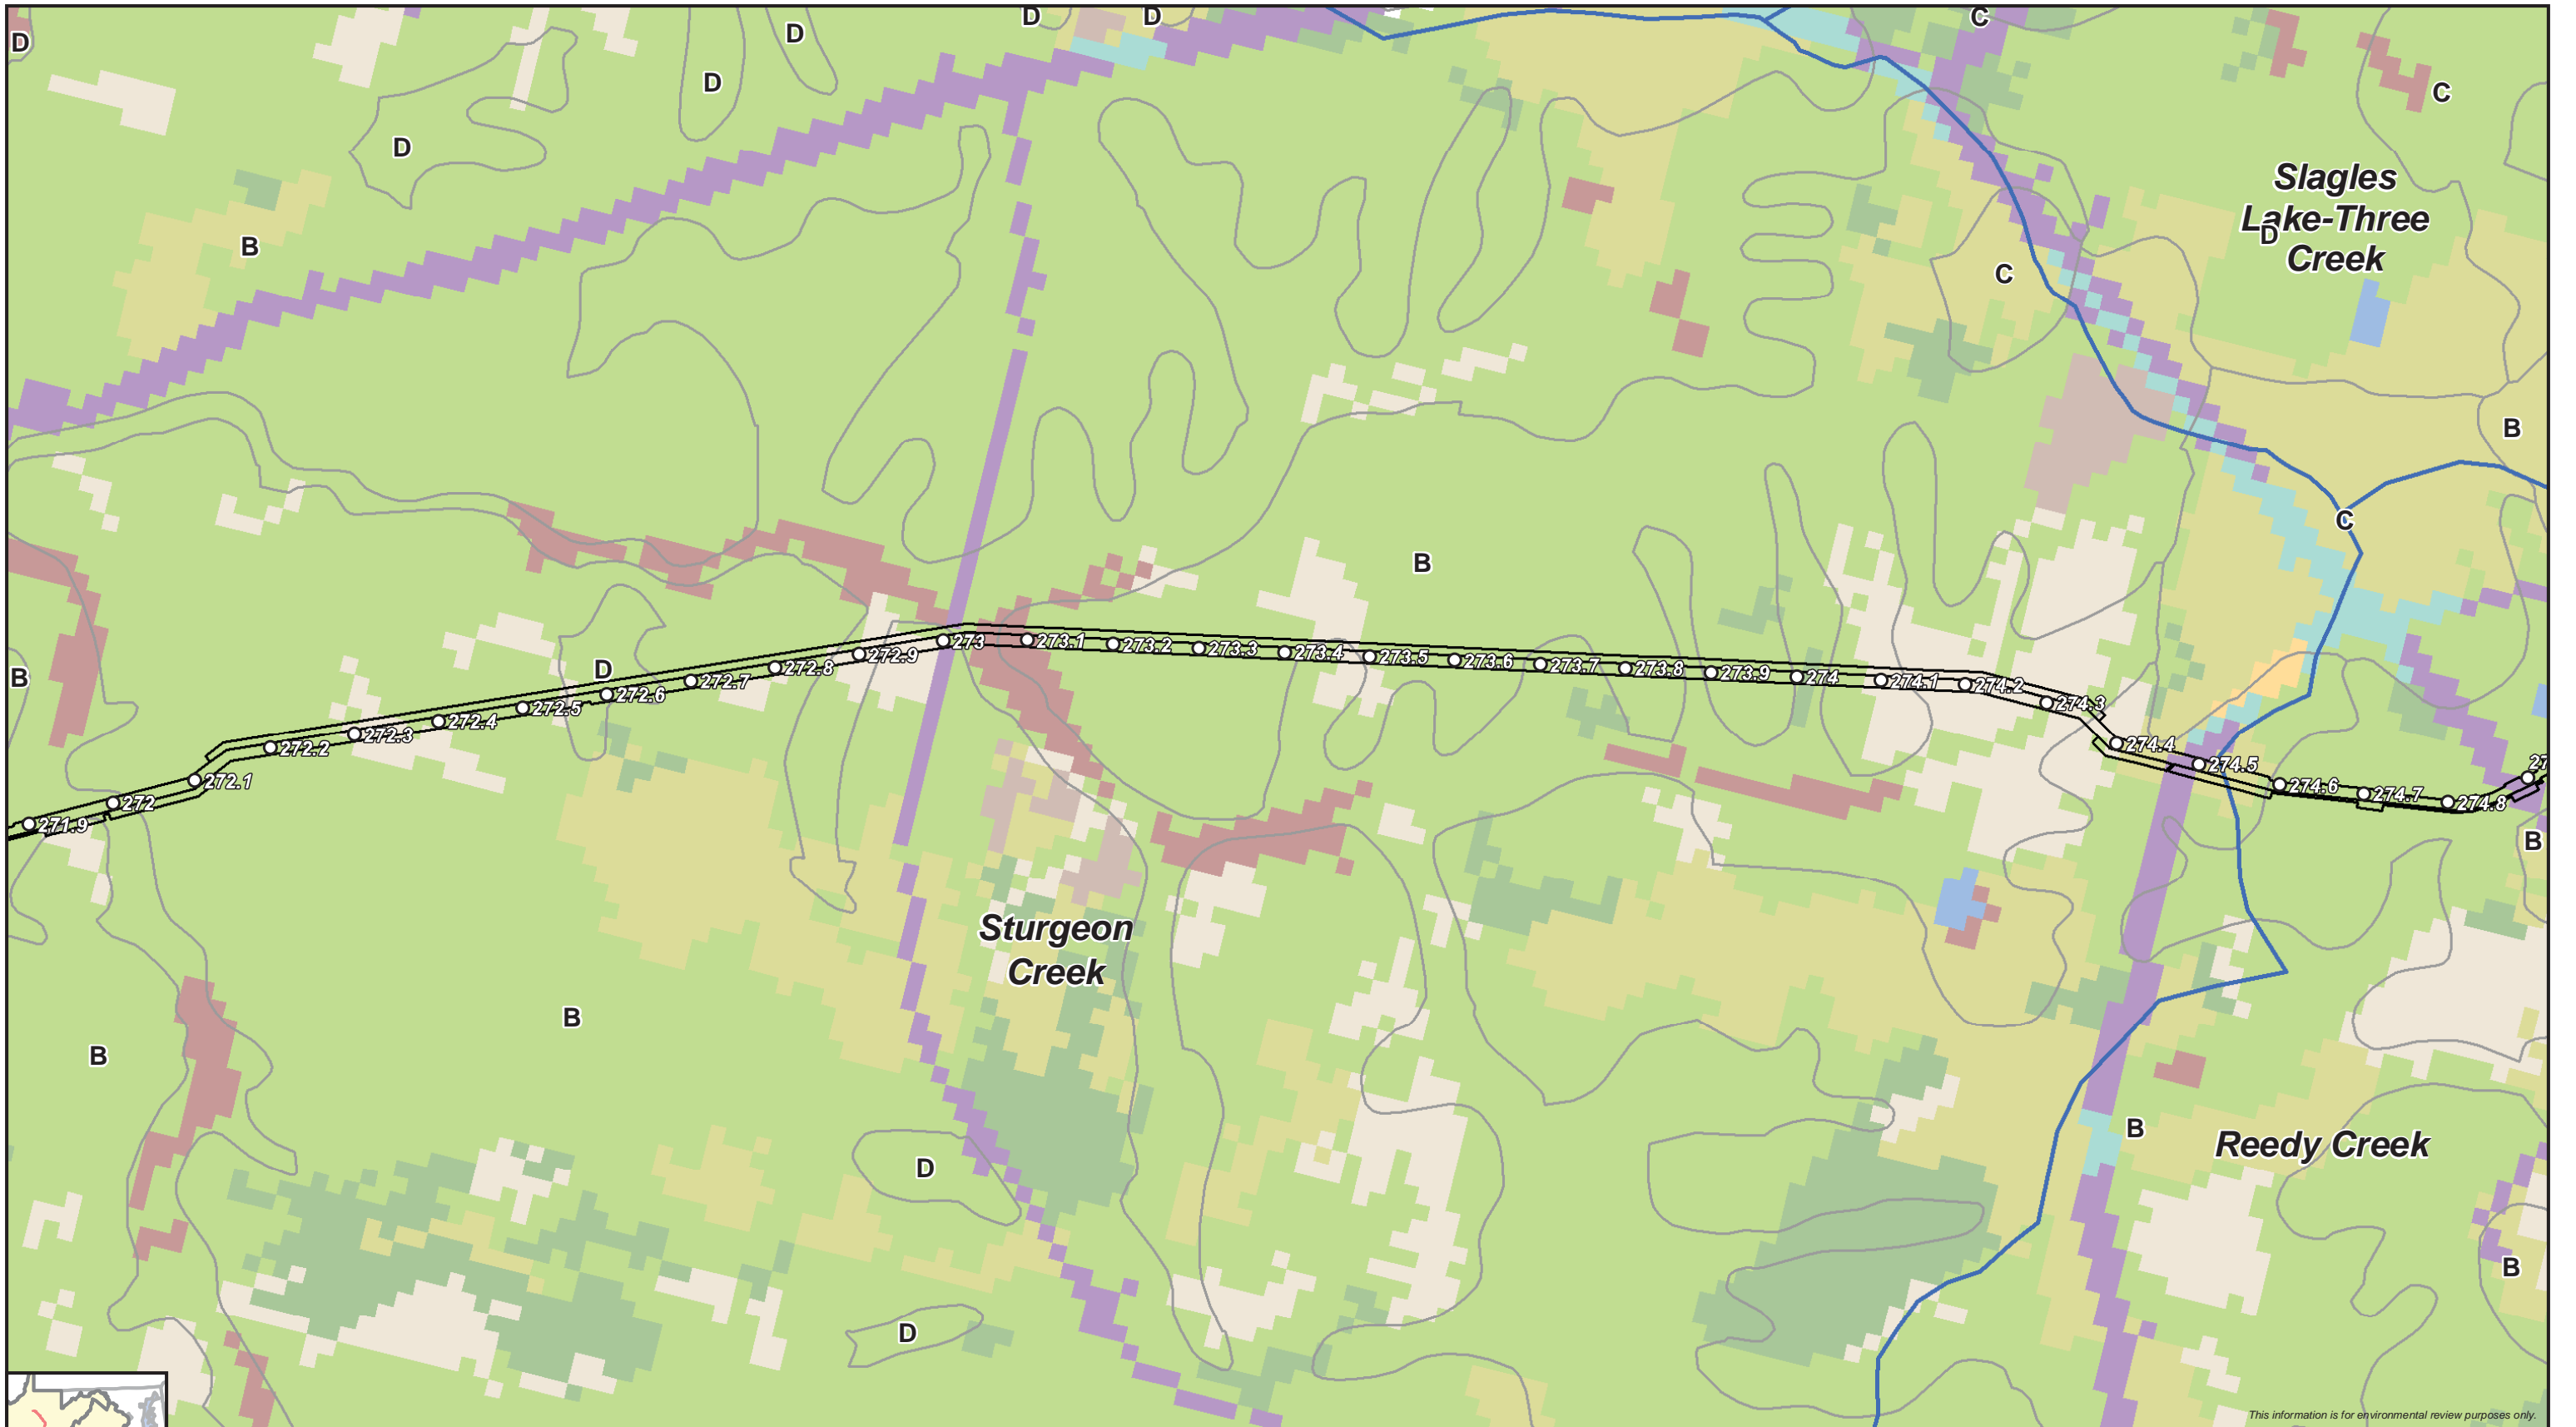 D
D
D
C
D
D
C
D
Slagles
Lake-Three
D
Creek
B
C
B
C
B
D
B
273
273.1
273.2
273.3
273.4
273.5
273.6
273.7
273.8
273.9
274
274.1
274.2
274.3
274.4
274.5
274.6
274.7
274.8
27
272.9
272.8
272.7
272.6
272.5
272.4
272.3
272.2
272.1
272
271.9
B
Sturgeon
Creek
B
B
B
Reedy Creek
D
B
D
This information is for environmental review purposes only.